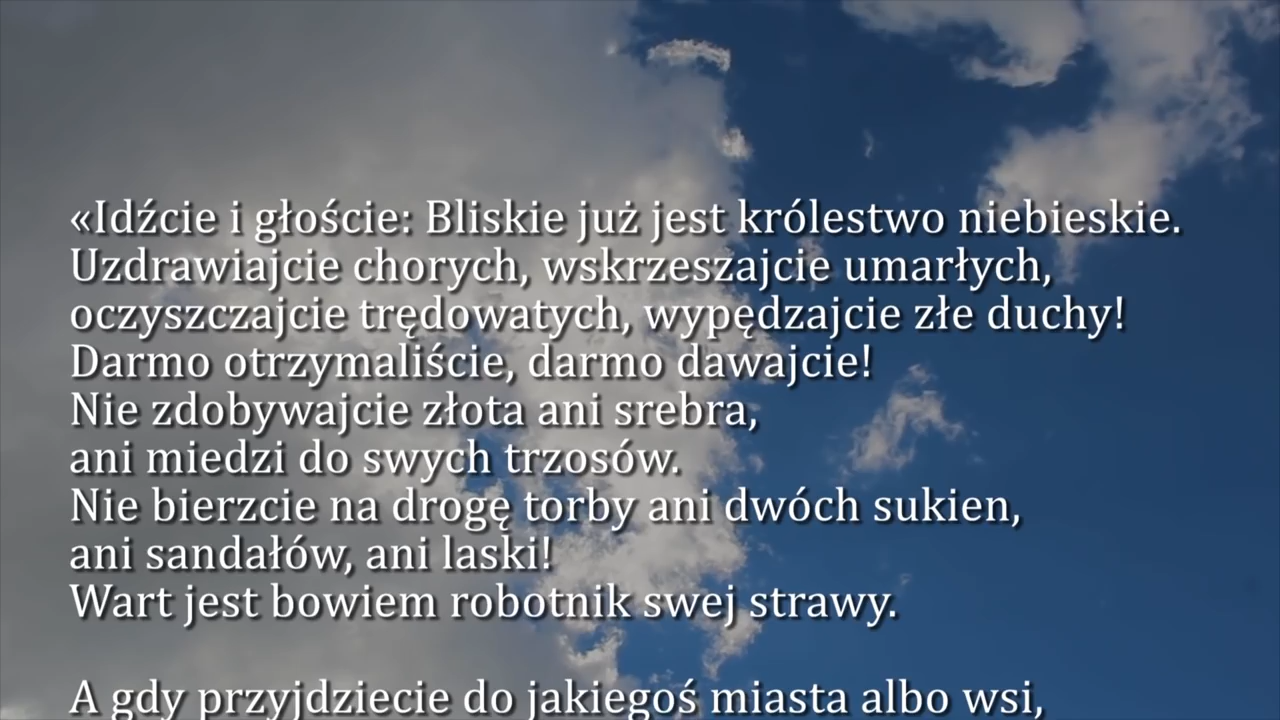 «Idźcie i głoście: Bliskie już jest królestwo niebieskie.
Uzdrawiajcie chorych, wskrzeszajcie umarłych,
oczyszczajcie trędowatych, wypędzajcie złe duchy!
Darmo otrzymaliście, darmo dawajcie!
Nie zdobywajcie złota ani srebra,
ani miedzi do swych trzosów.
Nie bierzcie na drogę torby ani dwóch sukien,
ani sandałów, ani laski!
Wart jest bowiem robotnik swej strawy.
A gdy przyjdziecie do jakiegoś miasta albo wsi,